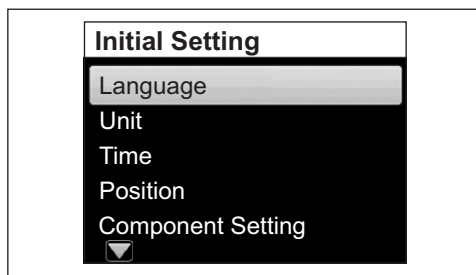 Initial Setting
Language
Unit
Time
Position
Component Setting